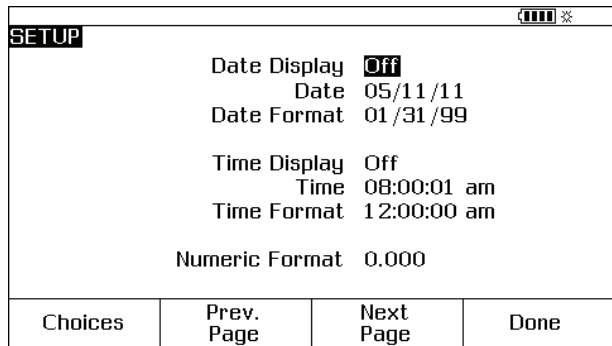 SETUP
Date Display Off
Date 05/11/11
Date Format 01/31/99
Time Display Off
Time 08:00:01 am
Time Format 12:00:00 am
Numeric Format 0.000
Choices
Prev. Page
Next Page
Done